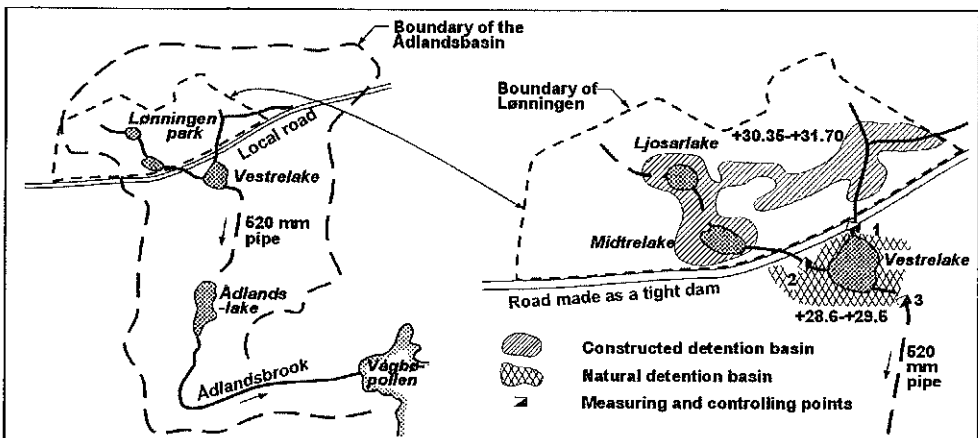 Boundary of the
Ådlandsbasin
Lønningen
park
Local road
Vestrelake
520 mm
pipe
Ådlands
-lake
Ådlandsbrook
Vågbø-
pollen
Boundary of
Lønningen
Ljosarlake
+30.35-+31.70
Midtrelake
1
Vestrelake
2
3
+28.6-+29.5
Road made as a tight dam
520
mm
pipe
Constructed detention basin
Natural detention basin
Measuring and controlling points